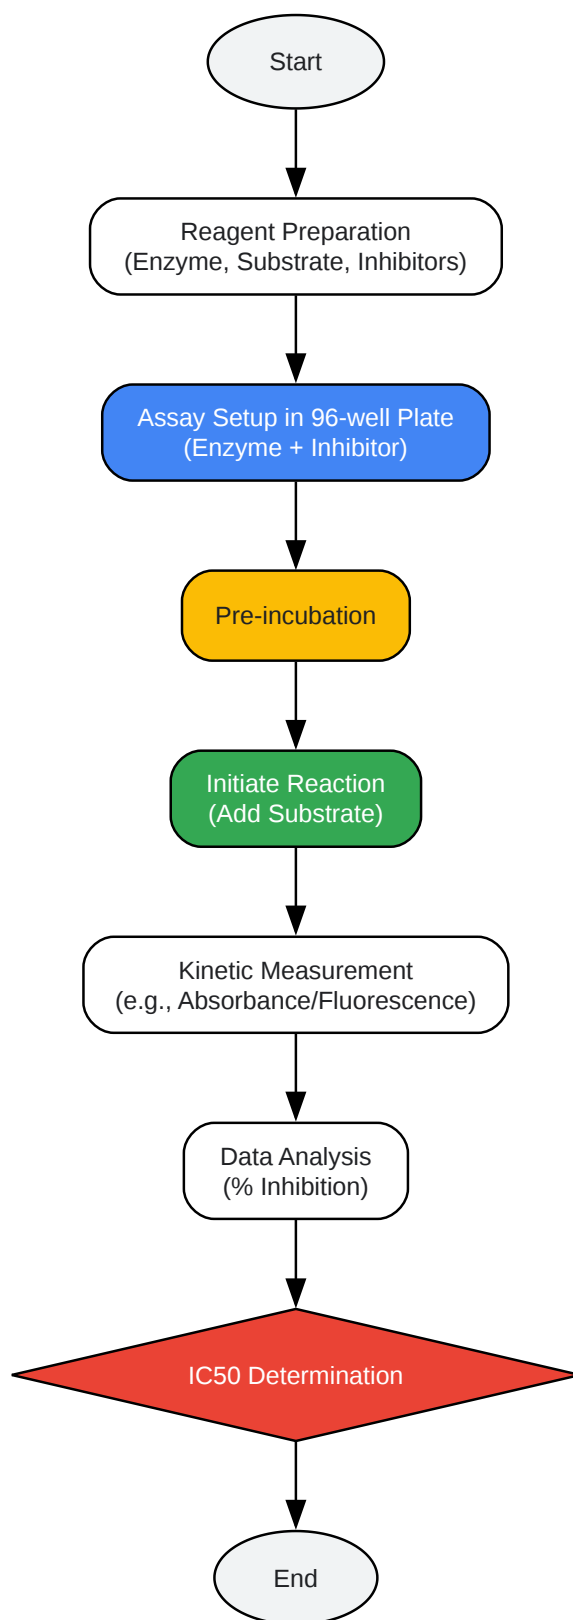 Start
Reagent Preparation
(Enzyme, Substrate, Inhibitors)
Assay Setup in 96-well Plate
(Enzyme + Inhibitor)
Pre-incubation
Initiate Reaction
(Add Substrate)
Kinetic Measurement
(e.g., Absorbance/Fluorescence)
Data Analysis
(% Inhibition)
IC50 Determination
End